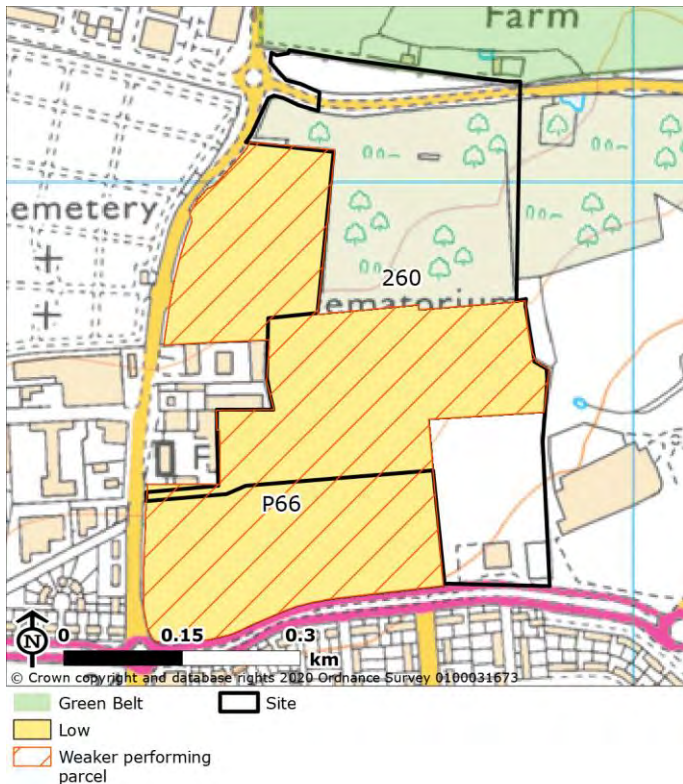 Farm
emetery
260
ematorium
F
P66
N
0 0.15 0.3
km
© Crown copyright and database rights 2020 Ordnance Survey 0100031673
Green Belt
Site
Low
Weaker performing
parcel